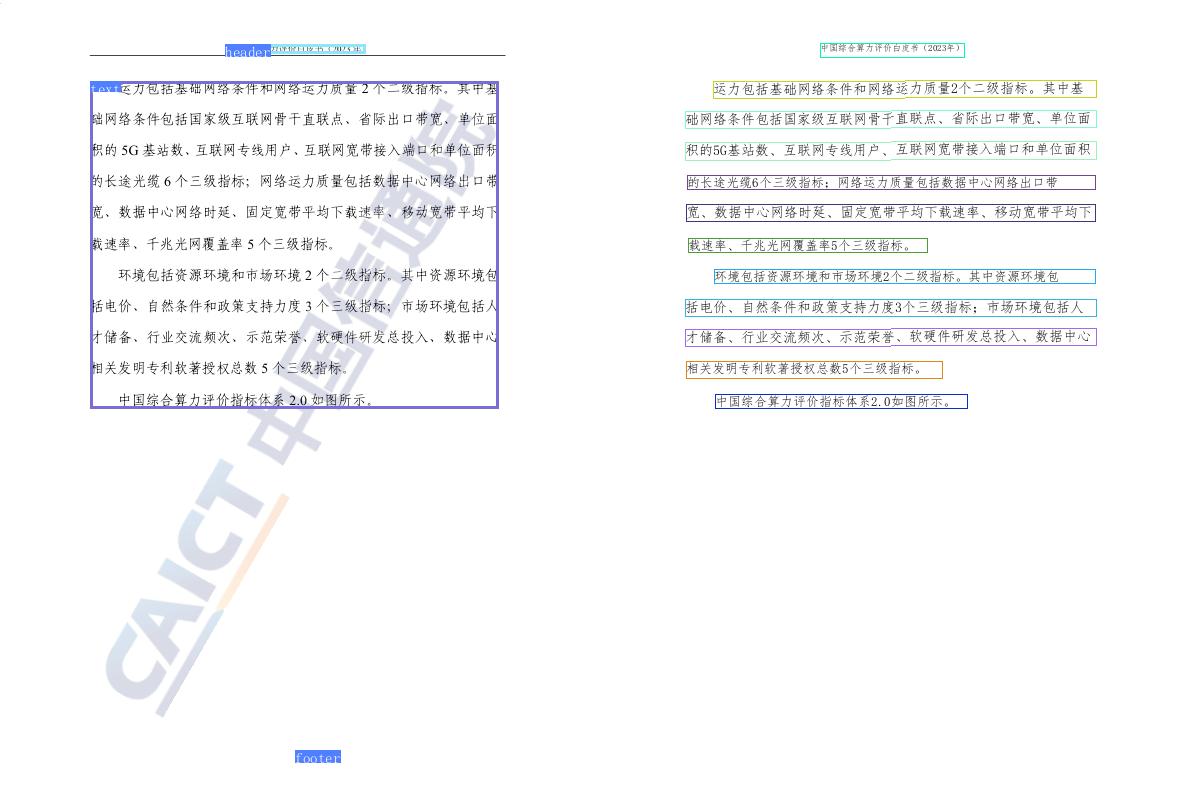 header 评价白皮书（2023年）
text运力包括基础网络条件和网络运力质量 2 个二级指标。其中基
础网络条件包括国家级互联网骨干直联点、省际出口带宽、单位面
积的 5G 基站数、互联网专线用户、互联网宽带接入端口和单位面积
的长途光缆 6 个三级指标；网络运力质量包括数据中心网络出口带
宽、数据中心网络时延、固定宽带平均下载速率、移动宽带平均下
载速率、千兆光网覆盖率 5 个三级指标。
环境包括资源环境和市场环境 2 个二级指标。其中资源环境包
括电价、自然条件和政策支持力度 3 个三级指标；市场环境包括人
才储备、行业交流频次、示范荣誉、软硬件研发总投入、数据中心
相关发明专利软著授权总数 5 个三级指标。
中国综合算力评价指标体系 2.0 如图所示。
CAICT 中国信通院
footer
中国综合算力评价白皮书（2023年）
运力包括基础网络条件和网络运力质量2个二级指标。其中基
础网络条件包括国家级互联网骨干直联点、省际出口带宽、单位面
积的5G基站数、互联网专线用户、互联网宽带接入端口和单位面积
的长途光缆6个三级指标；网络运力质量包括数据中心网络出口带
宽、数据中心网络时延、固定宽带平均下载速率、移动宽带平均下
载速率、千兆光网覆盖率5个三级指标。
环境包括资源环境和市场环境2个二级指标。其中资源环境包
括电价、自然条件和政策支持力度3个三级指标；市场环境包括人
才储备、行业交流频次、示范荣誉、软硬件研发总投入、数据中心
相关发明专利软著授权总数5个三级指标。
中国综合算力评价指标体系2.0如图所示。